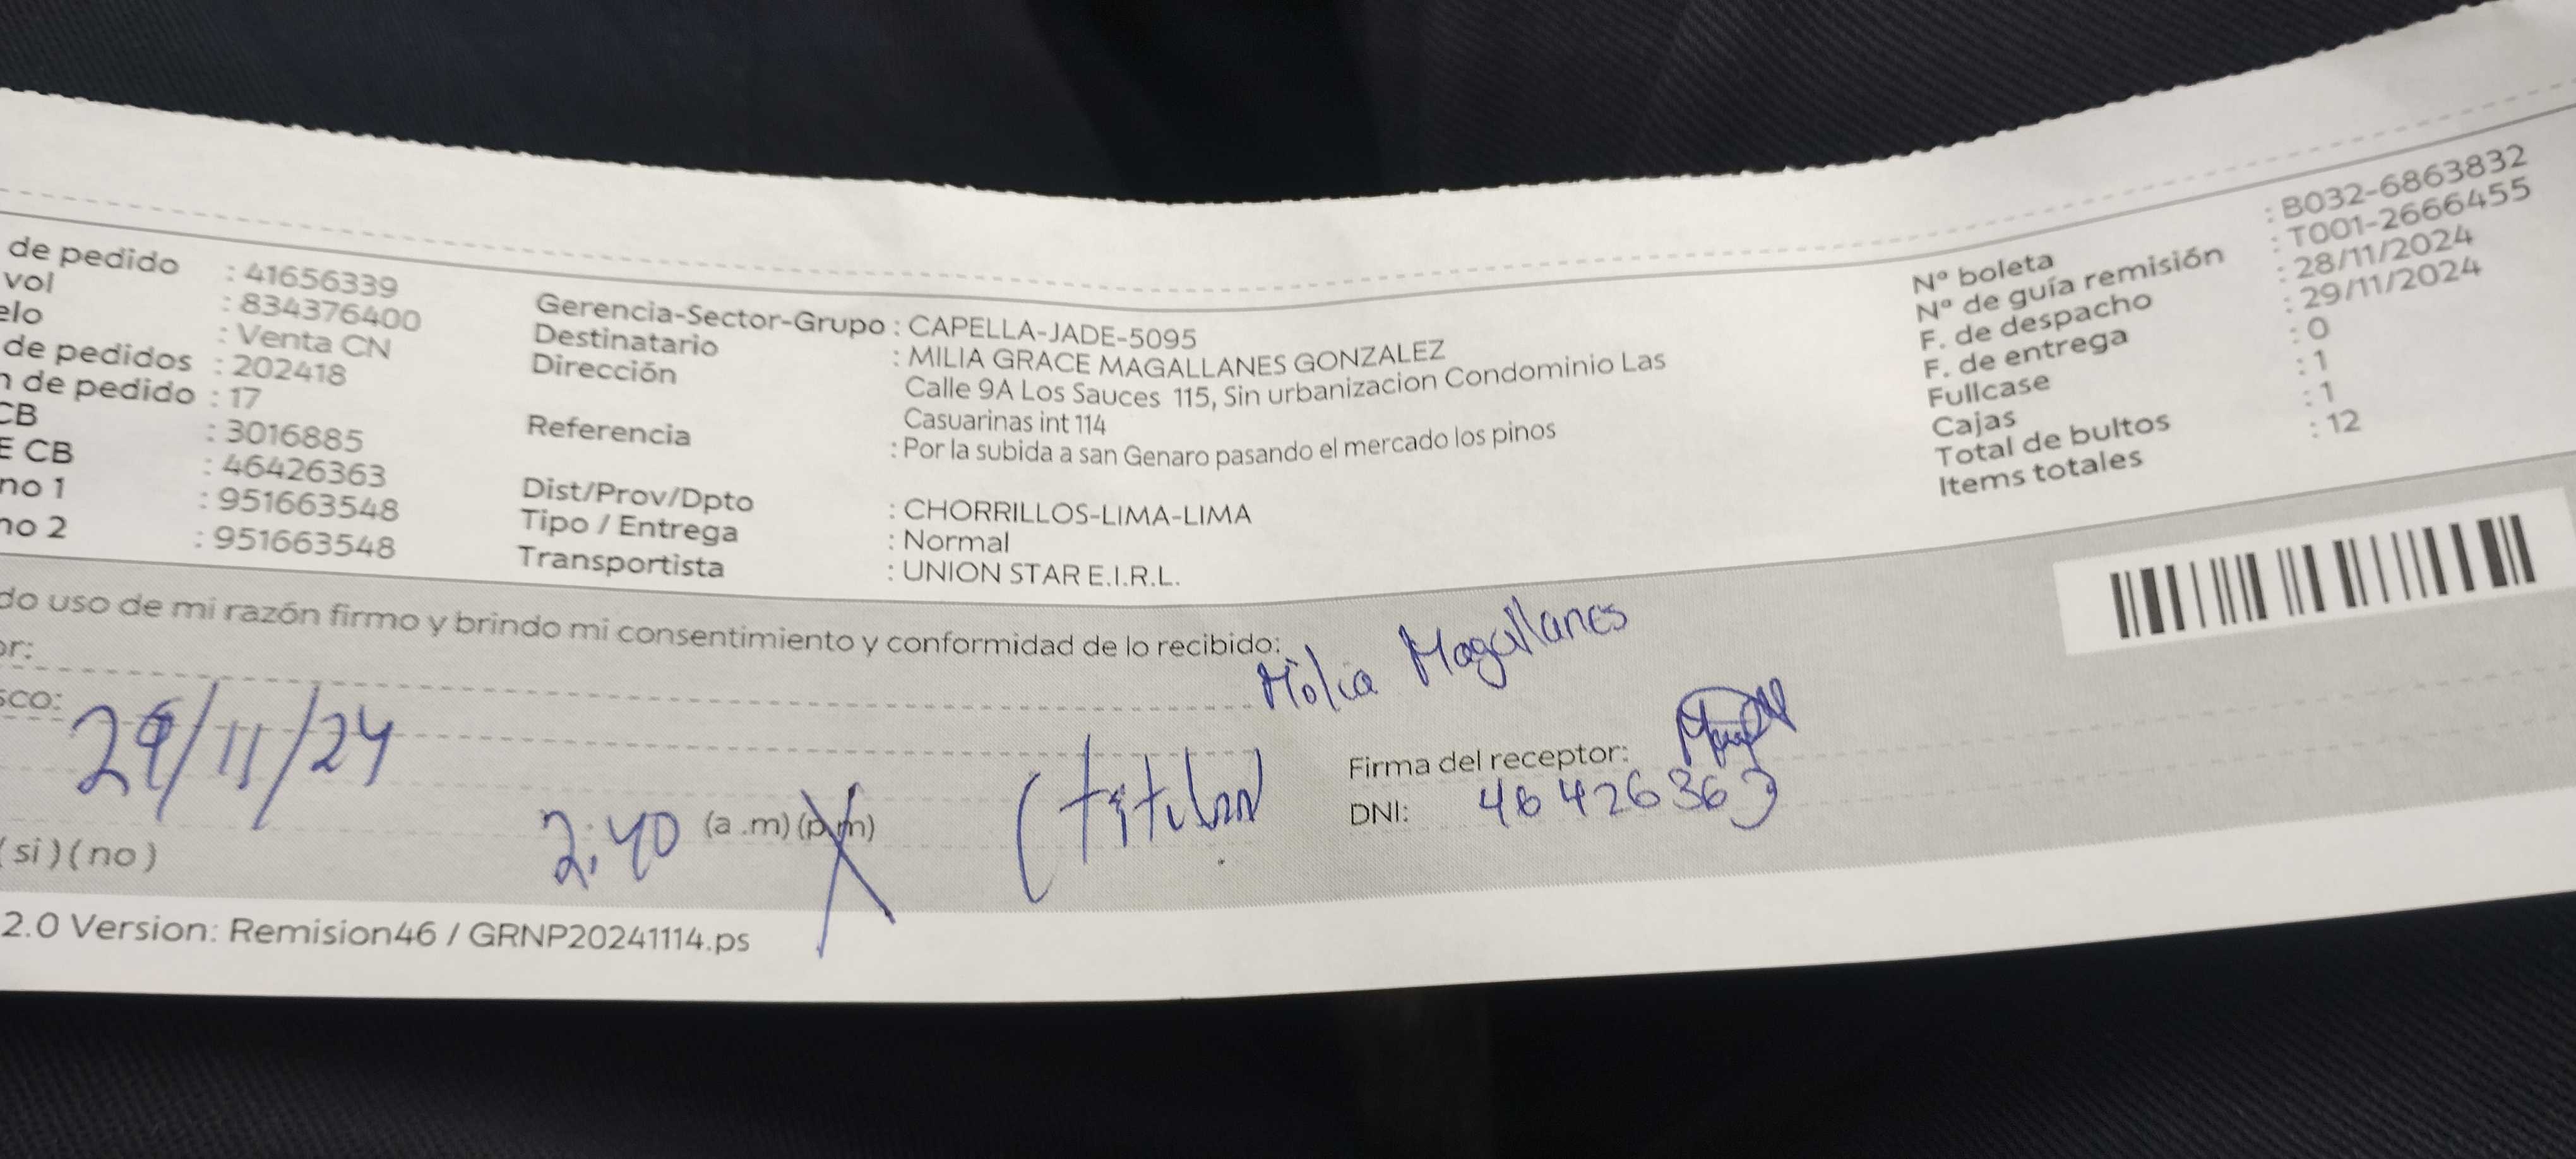 de pedido : 41656339
vol : 834376400
elo : Venta CN
de pedidos : 202418
n de pedido : 17
CB : 3016885
E CB : 46426363
no 1 : 951663548
no 2 : 951663548
Gerencia-Sector-Grupo : CAPELLA-JADE-5095
Destinatario : MILIA GRACE MAGALLANES GONZALEZ
Dirección Calle 9A Los Sauces 115, Sin urbanizacion Condominio Las
Casuarinas int 114
Referencia : Por la subida a san Genaro pasando el mercado los pinos
Dist/Prov/Dpto : CHORRILLOS-LIMA-LIMA
Tipo / Entrega : Normal
Transportista : UNION STAR E.I.R.L.
Nº boleta : B032-6863832
Nº de guía remisión : T001-2666455
F. de despacho : 28/11/2024
F. de entrega : 29/11/2024
Fullcase : 0
Cajas : 1
Total de bultos : 1
Items totales : 12
do uso de mi razón firmo y brindo mi consentimiento y conformidad de lo recibido:
or: Milia Magallanes
sco:
29/11/24
Firma del receptor:
2:40 (a .m) (p.m) (titular
DNI: 46426363
(si) (no)
2.0 Version: Remision46 / GRNP20241114.ps